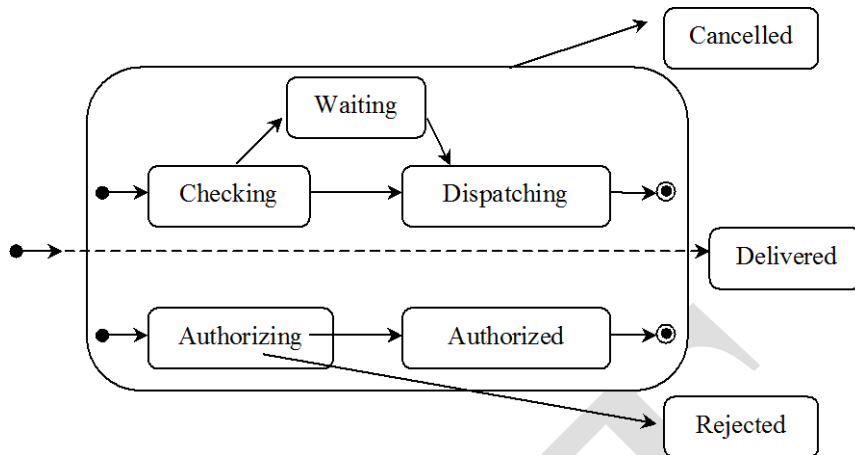 Cancelled
Waiting
Checking
Dispatching
Delivered
Authorizing
Authorized
Rejected